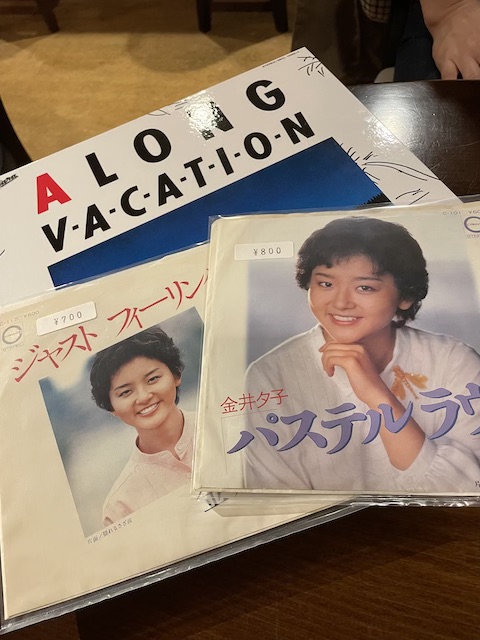 A LONG
V-A-C-A-T-I-O-N
¥800
¥700
ジャスト フィーリン
金井夕子
パステル ラヴ